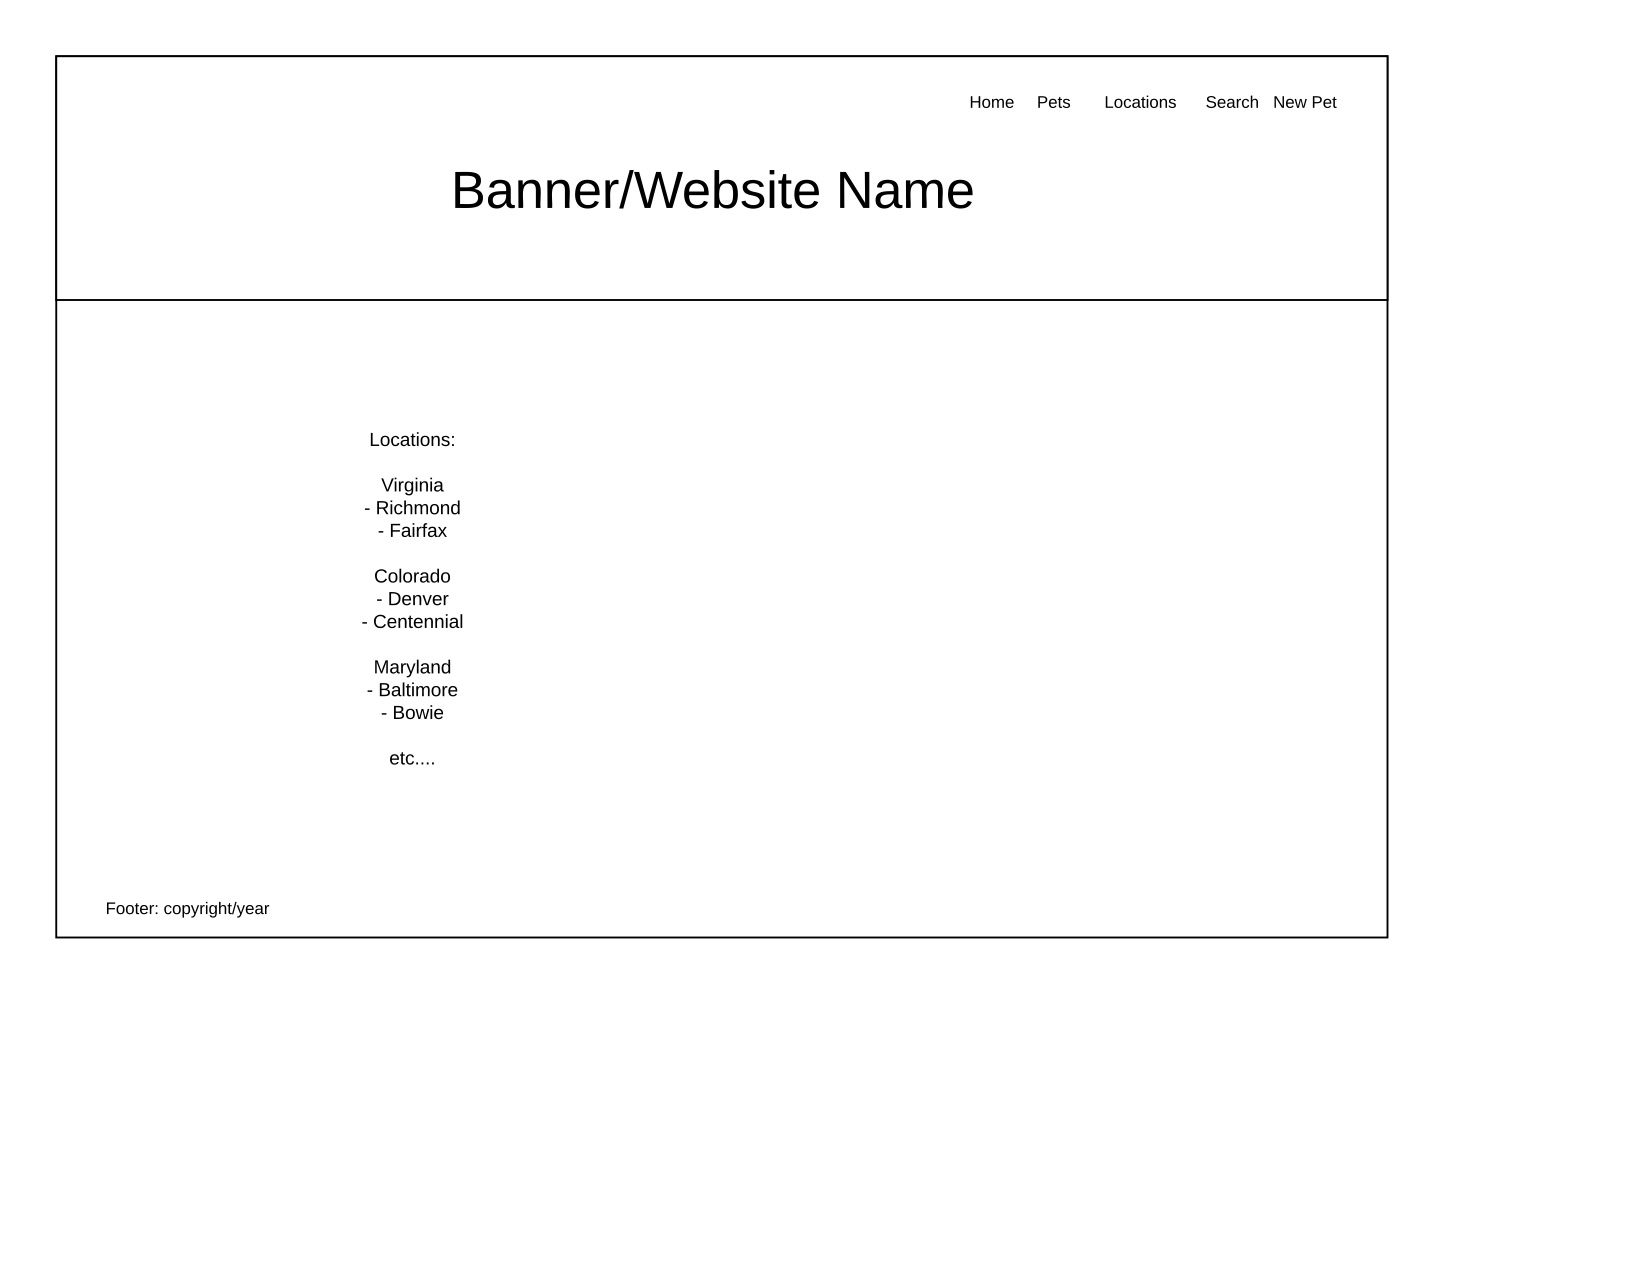 Home Pets Locations Search New Pet
Banner/Website Name
Locations:
Virginia
- Richmond
- Fairfax
Colorado
- Denver
- Centennial
Maryland
- Baltimore
- Bowie
etc....
Footer: copyright/year